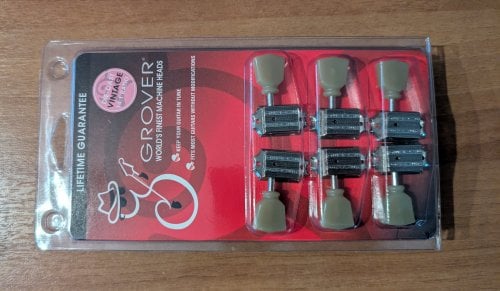 LIFETIME GUARANTEE
VINTAGE
GROVER®
WORLD'S FINEST MACHINE HEADS
KEEP YOUR GUITAR IN TUNE.
FITS MOST GUITARS WITHOUT MODIFICATIONS